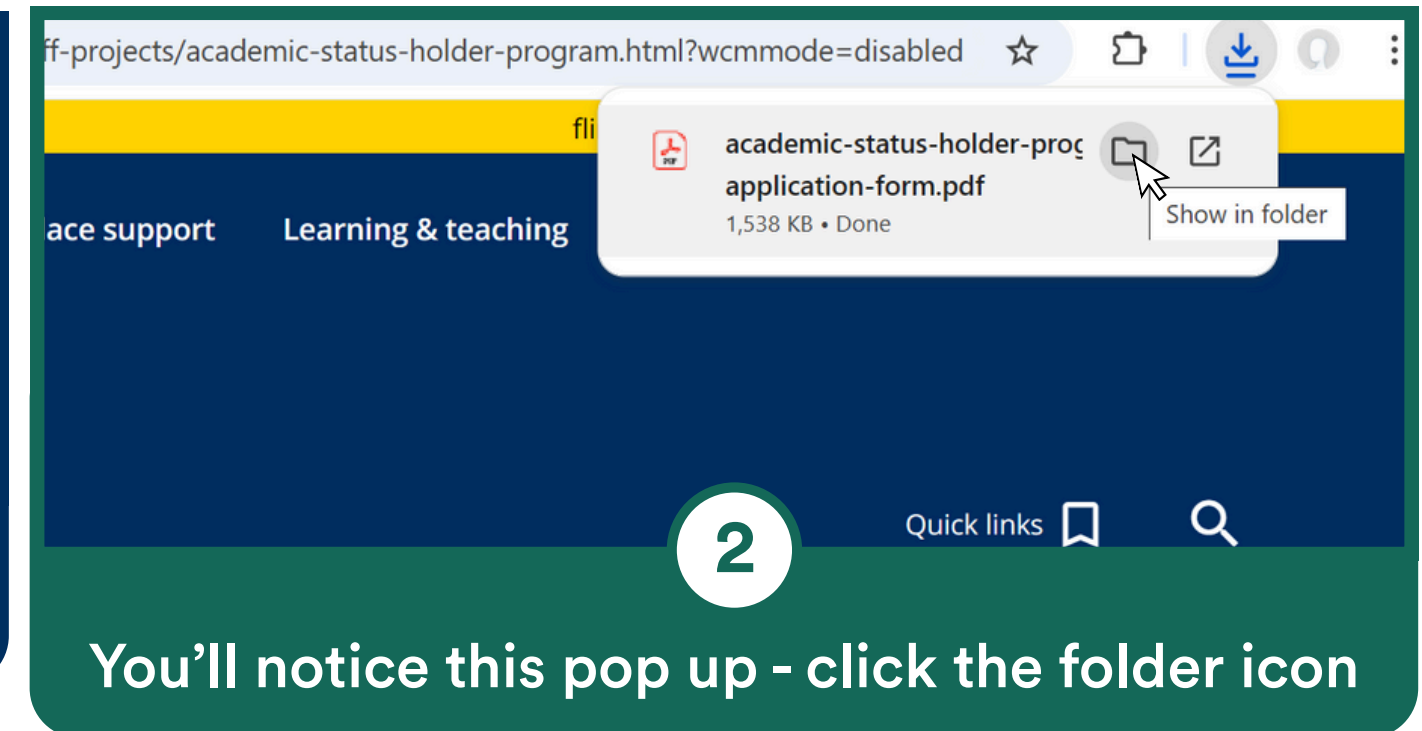 ff-projects/academic-status-holder-program.html?wcmmode=disabled
fli
academic-status-holder-prog
application-form.pdf
1,538 KB • Done
PDF
Show in folder
ace support Learning & teaching
Quick links
2
You’ll notice this pop up - click the folder icon